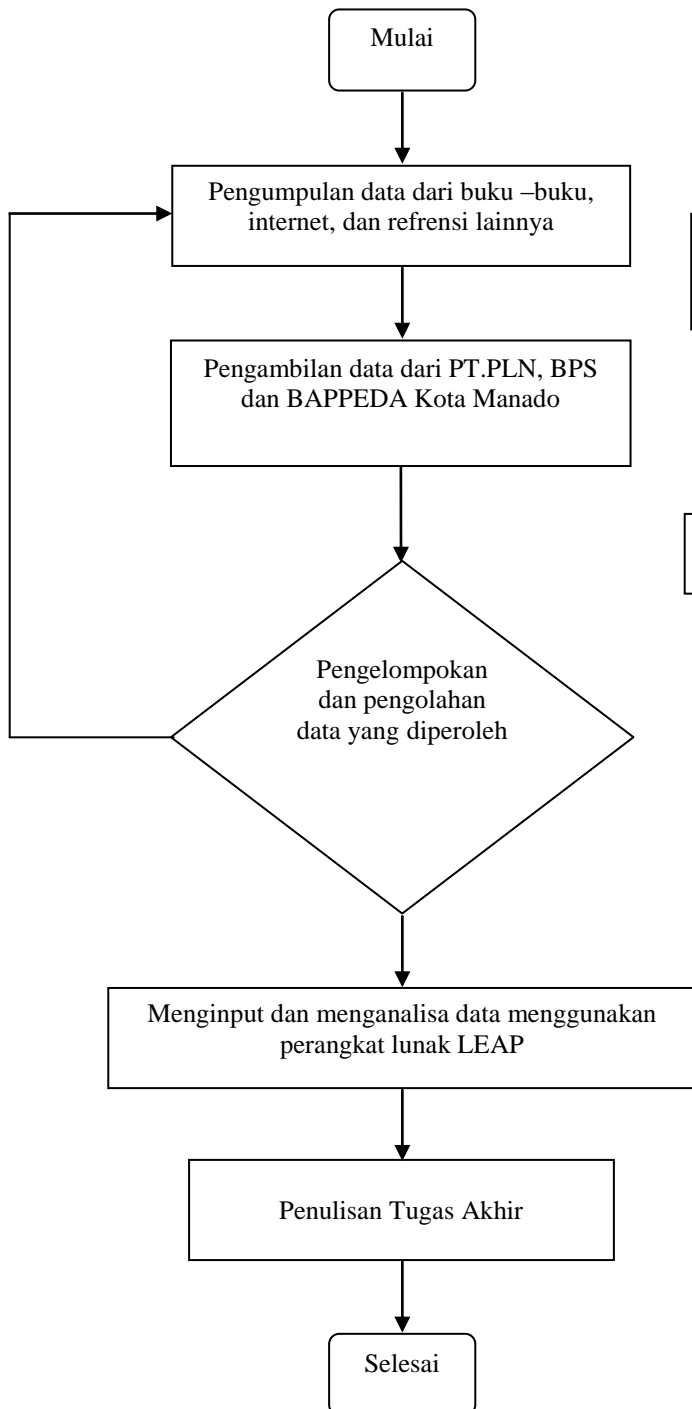 Mulai
Pengumpulan data dari buku –buku,
internet, dan refrensi lainnya
Pengambilan data dari PT.PLN, BPS
dan BAPPEDA Kota Manado
Pengelompokan
dan pengolahan
data yang diperoleh
Menginput dan menganalisa data menggunakan
perangkat lunak LEAP
Penulisan Tugas Akhir
Selesai